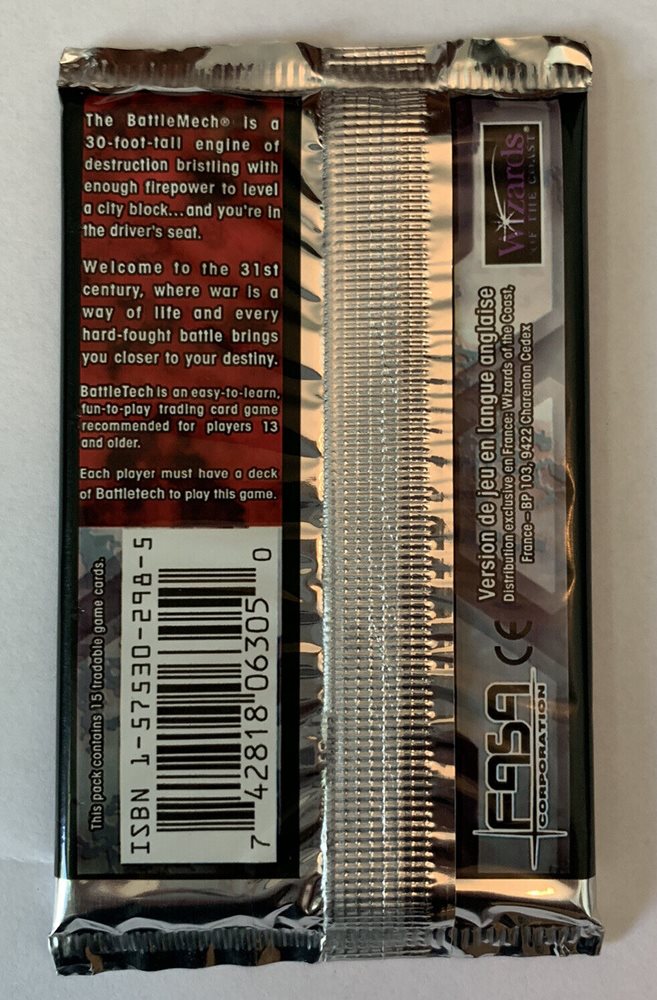 The BattleMech® is a
30-foot-tall engine of
destruction bristling with
enough firepower to level
a city block...and you're in
the driver's seat.
Welcome to the 31st
century, where war is a
way of life and every
hard-fought battle brings
you closer to your destiny.
BattleTech is an easy-to-learn,
fun-to-play trading card game
recommended for players 13
and older.
Each player must have a deck
of Battletech to play this game.
This pack contains 15 tradable game cards.
ISBN 1-57530-298-5
7 42818 06305 0
Wizards®
OF THE COAST
Version de jeu en langue anglaise
Distribution exclusive en France: Wizards of the Coast,
France – BP 103, 9422 Charenton Cedex
CE
FASA
CORPORATION